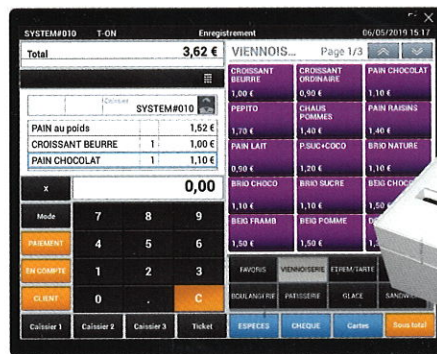 SYSTEM#010 T-ON Enregistrement 06/05/2019 15:17
Total 3,62 €
VIENNOIS... Page 1/3
Caissier SYSTEM#010
PAIN au poids 1,52 €
CROISSANT BEURRE 1 1,00 €
PAIN CHOCOLAT 1 1,10 €
X 0,00
Mode 7 8 9
PAIEMENT 4 5 6
EN COMPTE 1 2 3
CLIENT 0 . C
Caissier 1 Caissier 2 Caissier 3 Ticket
CROISSANT BEURRE
1,00 €
CROISSANT ORDINAIRE
0,90 €
PAIN CHOCOLAT
1,10 €
PEPITO
1,70 €
CHAUS POMMES
1,40 €
PAIN RAISINS
1,40 €
PAIN LAIT
0,90 €
P.SUC+COCO
1,20 €
BRIO NATURE
1,10 €
BRIO CHOCO
1,10 €
BRIO SUCRE
1,10 €
BEIG CHOCO
1,50 €
BEIG FRAMB
1,50 €
BEIG POMME
1,50 €
FAVORIS VIENNOISERIE
BOULANGERIE PATISSERIE GLACE
ESPECES CHEQUE Cartes Sous total